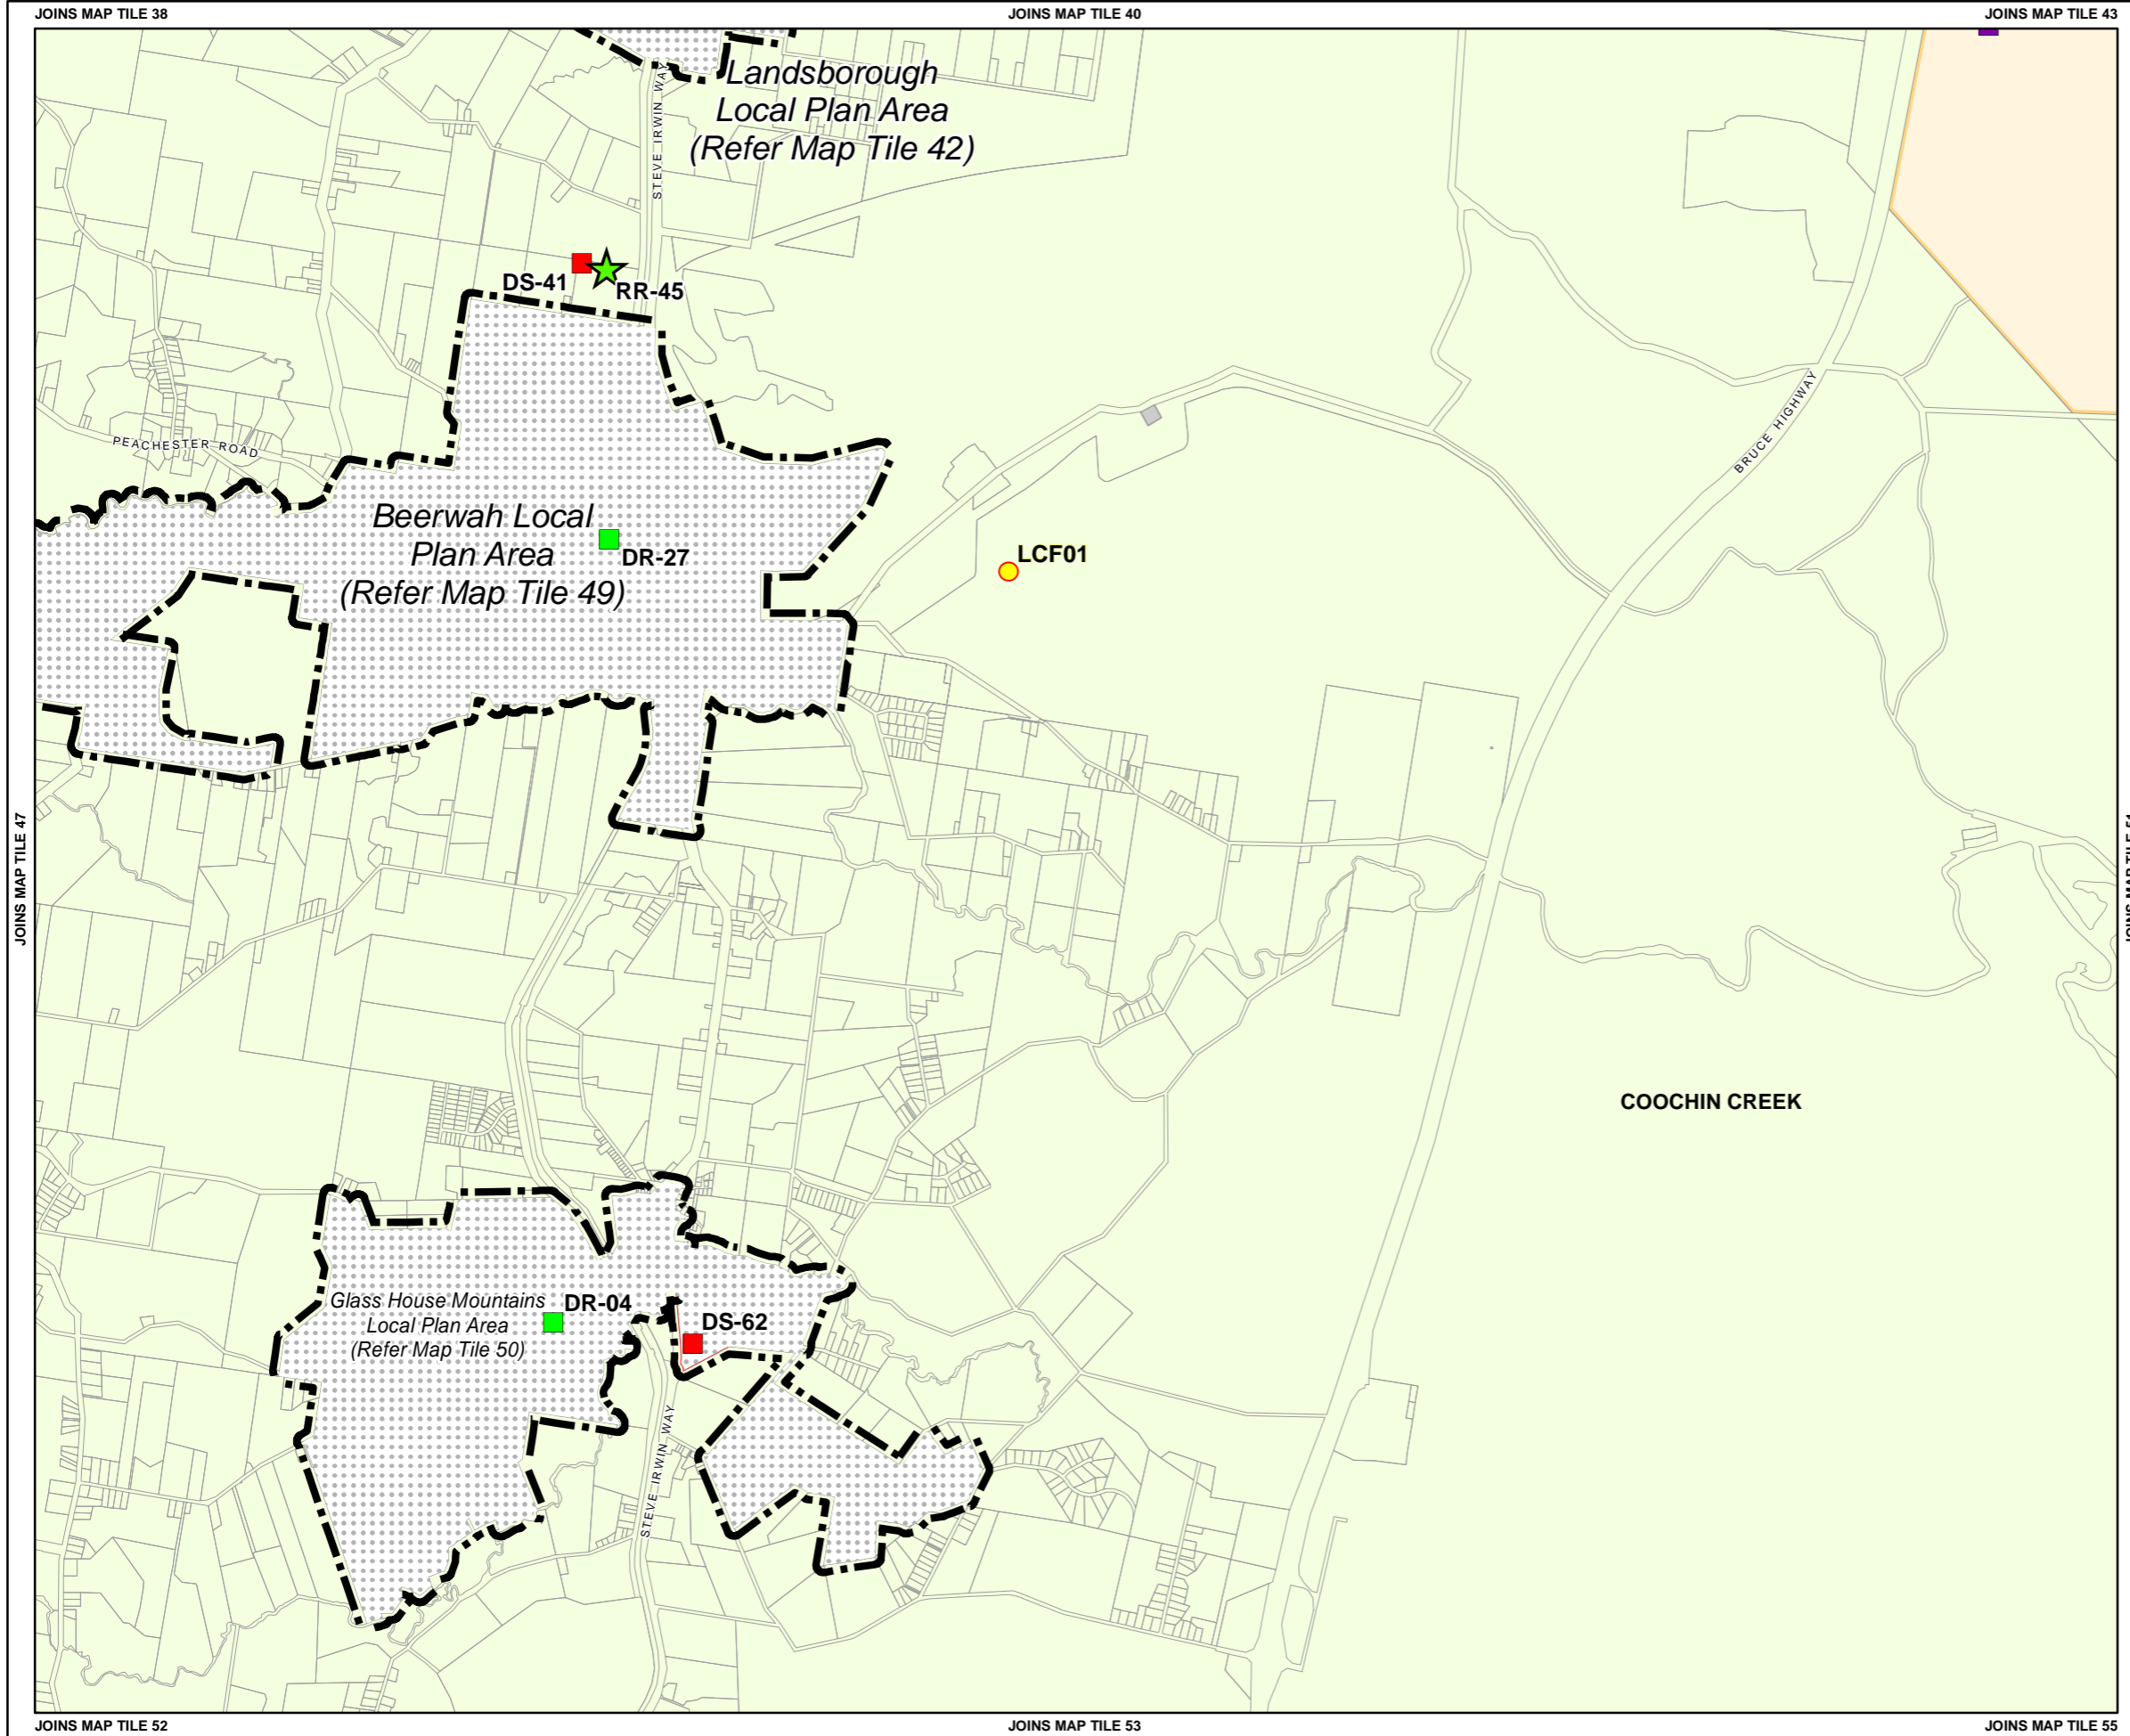 JOINS MAP TILE 38
JOINS MAP TILE 40
JOINS MAP TILE 43
Landsborough
Local Plan Area
(Refer Map Tile 42)
STEVE IRWIN WAY
DS-41
RR-45
PEACHESTER ROAD
BRUCE HIGHWAY
Beerwah Local
Plan Area
(Refer Map Tile 49)
DR-27
LCF01
JOINS MAP TILE 47
JOINS MAP TILE 51
COOCHIN CREEK
Glass House Mountains
Local Plan Area
(Refer Map Tile 50)
DR-04
DS-62
STEVE IRWIN WAY
JOINS MAP TILE 52
JOINS MAP TILE 53
JOINS MAP TILE 55